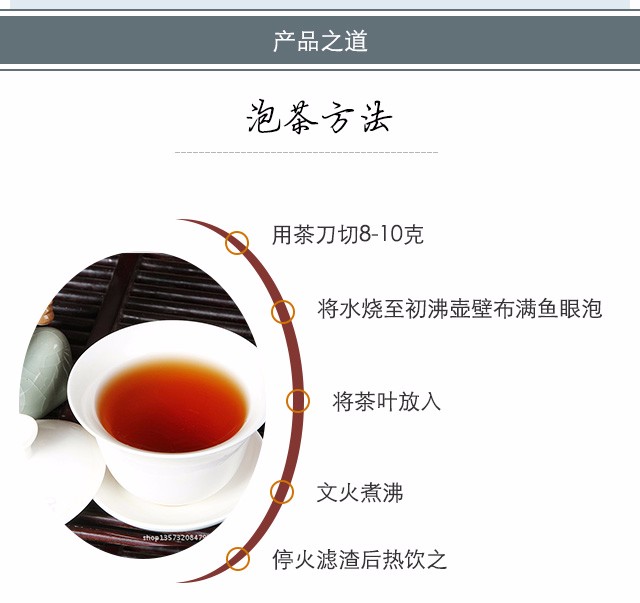 产品之道
泡茶方法
用茶刀切8-10克
将水烧至初沸壶壁布满鱼眼泡
将茶叶放入
文火煮沸
停火滤渣后热饮之